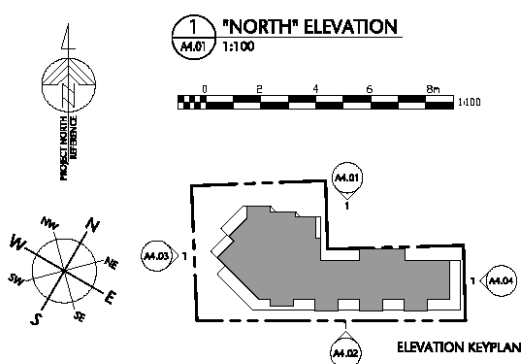 1 "NORTH" ELEVATION
A4.01 1:100
0 2 4 6 8m
1:100
PROJECT NORTH
REFERENCE
N
NW
W
NE
SW
E
S
SE
A4.01
1
A4.03 1
1 A4.04
1
A4.02
ELEVATION KEYPLAN